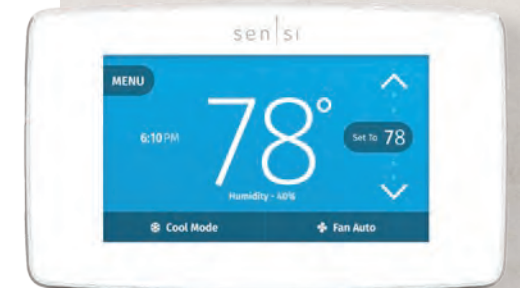 sensi
MENU
6:10 PM
78°
Set To 78
Humidity - 40%
Cool Mode
Fan Auto